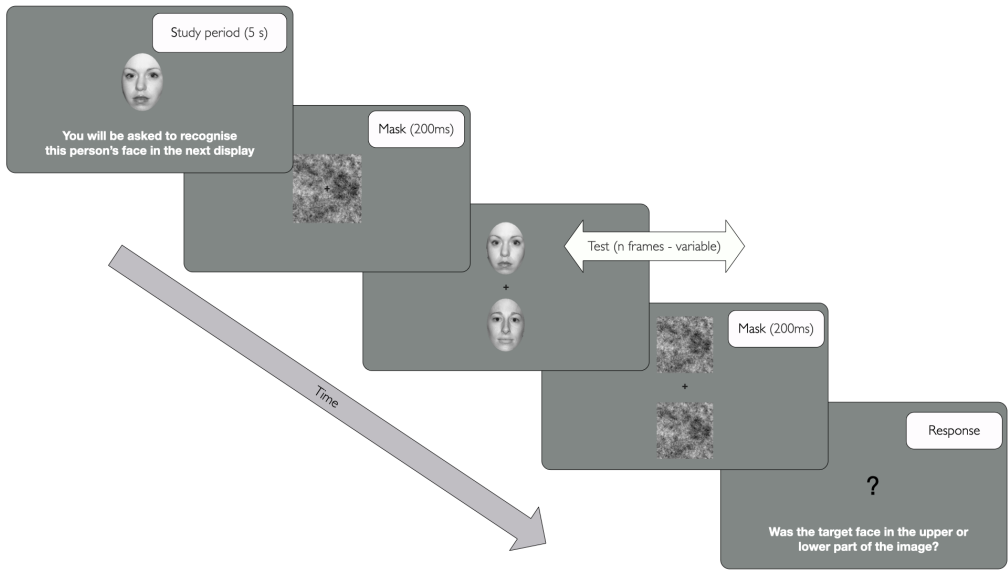 Study period (5 s)
You will be asked to recognise
this person's face in the next display
Mask (200ms)
Test (n frames - variable)
Mask (200ms)
Time
Response
?
Was the target face in the upper or
lower part of the image?